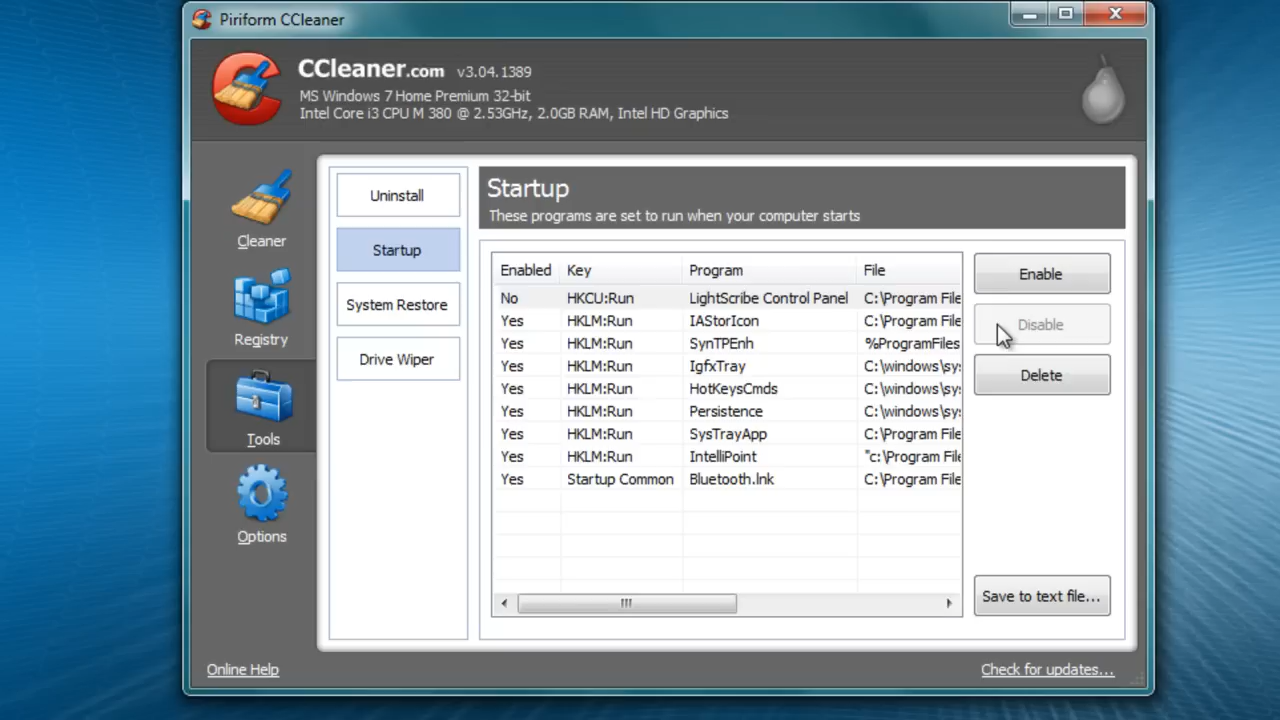 Piriform CCleaner
CCleaner.com v3.04.1389
MS Windows 7 Home Premium 32-bit
Intel Core i3 CPU M 380 @ 2.53GHz, 2.0GB RAM, Intel HD Graphics
Cleaner
Registry
Tools
Options
Uninstall
Startup
System Restore
Drive Wiper
Startup
These programs are set to run when your computer starts
Enabled Key Program File
No HKCU:Run LightScribe Control Panel C:\Program File
Yes HKLM:Run IAStorIcon C:\Program File
Yes HKLM:Run SynTPEnh %ProgramFiles
Yes HKLM:Run IgfxTray C:\windows\sy
Yes HKLM:Run HotKeysCmds C:\windows\sy
Yes HKLM:Run Persistence C:\windows\sy
Yes HKLM:Run SysTrayApp C:\Program File
Yes HKLM:Run IntelliPoint "c:\Program File
Yes Startup Common Bluetooth.lnk C:\Program File
Enable
Disable
Delete
Save to text file...
Online Help
Check for updates...